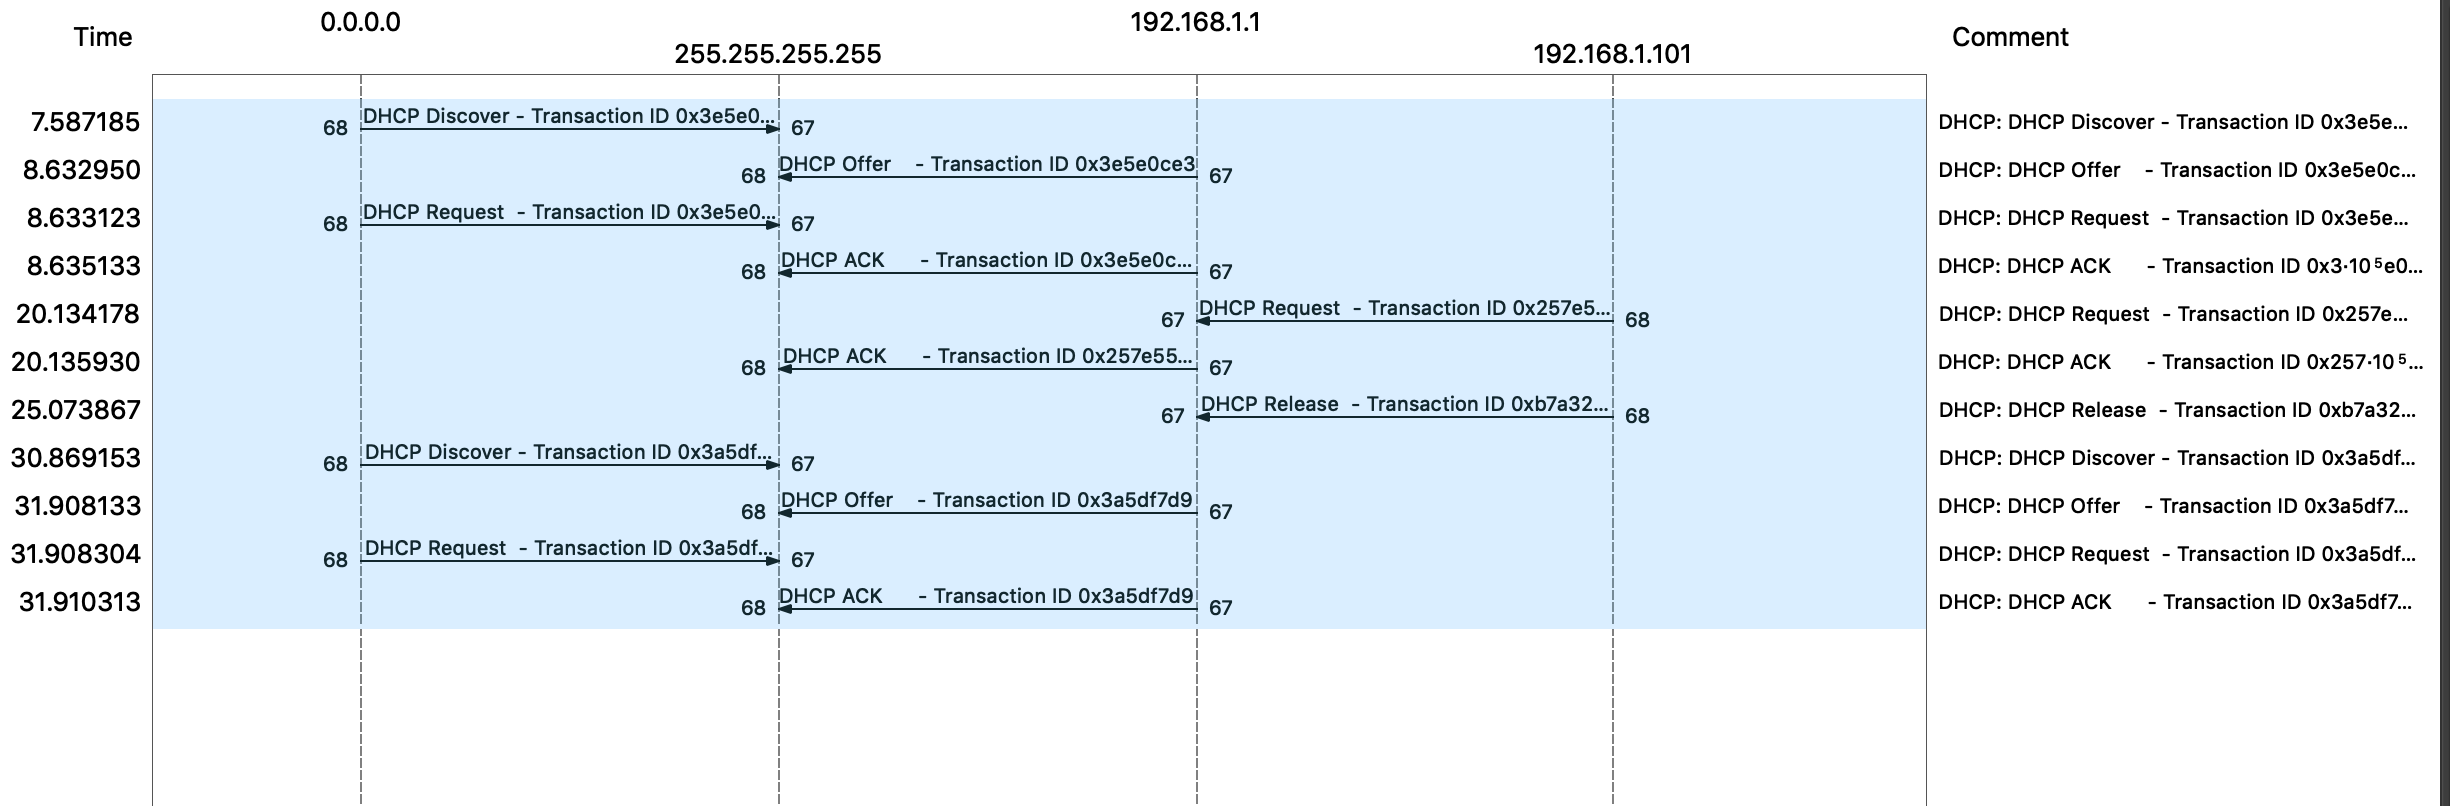 0.0.0.0 192.168.1.1
Time Comment
255.255.255.255 192.168.1.101
7.587185 68 DHCP Discover - Transaction ID 0x3e5e0... 67 DHCP: DHCP Discover - Transaction ID 0x3e5e...
8.632950 68 DHCP Offer - Transaction ID 0x3e5e0ce3 67 DHCP: DHCP Offer - Transaction ID 0x3e5e0c...
8.633123 68 DHCP Request - Transaction ID 0x3e5e0... 67 DHCP: DHCP Request - Transaction ID 0x3e5e...
8.635133 68 DHCP ACK - Transaction ID 0x3e5e0c... 67 DHCP: DHCP ACK - Transaction ID 0x3·10⁵e0...
20.134178 67 DHCP Request - Transaction ID 0x257e5... 68 DHCP: DHCP Request - Transaction ID 0x257e...
20.135930 68 DHCP ACK - Transaction ID 0x257e55... 67 DHCP: DHCP ACK - Transaction ID 0x257·10⁵...
25.073867 67 DHCP Release - Transaction ID 0xb7a32... 68 DHCP: DHCP Release - Transaction ID 0xb7a32...
30.869153 68 DHCP Discover - Transaction ID 0x3a5df... 67 DHCP: DHCP Discover - Transaction ID 0x3a5df...
31.908133 68 DHCP Offer - Transaction ID 0x3a5df7d9 67 DHCP: DHCP Offer - Transaction ID 0x3a5df7...
31.908304 68 DHCP Request - Transaction ID 0x3a5df... 67 DHCP: DHCP Request - Transaction ID 0x3a5df...
31.910313 68 DHCP ACK - Transaction ID 0x3a5df7d9 67 DHCP: DHCP ACK - Transaction ID 0x3a5df7...